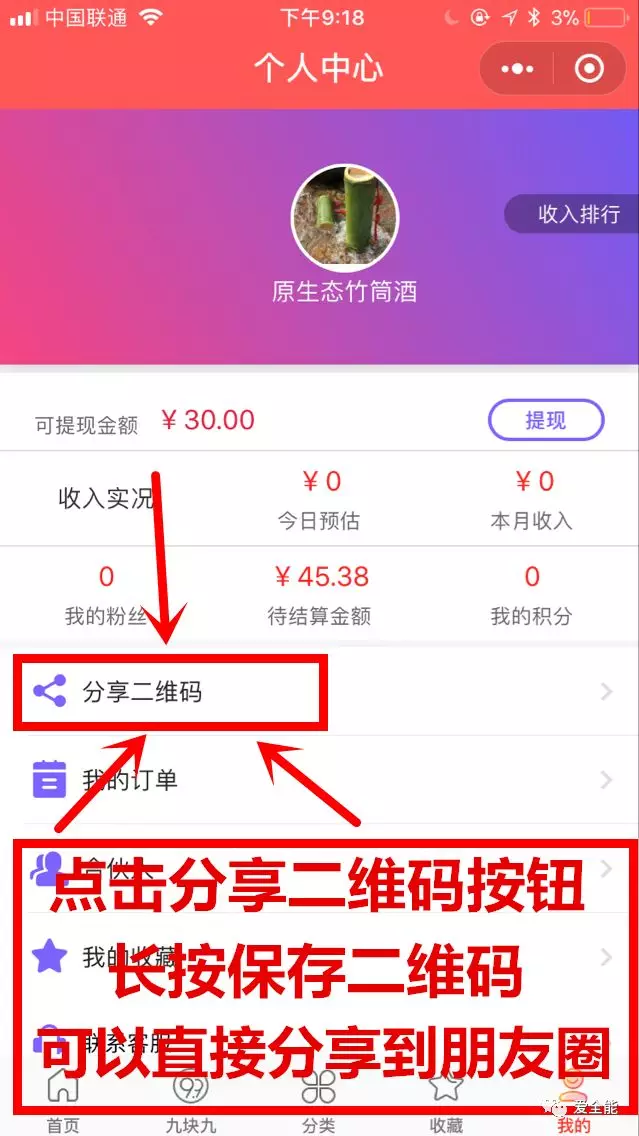 中国联通 下午9:18 3%
个人中心
收入排行
原生态竹筒酒
可提现金额 ￥30.00 提现
收入实况 ￥0 ￥0
今日预估 本月收入
0 ￥45.38 0
我的粉丝 待结算金额 我的积分
分享二维码
我的订单
合伙人
点击分享二维码按钮
我的收藏
长按保存二维码
联系客服
可以直接分享到朋友圈
9.9
爱全能
首页 九块九 分类 收藏 我的